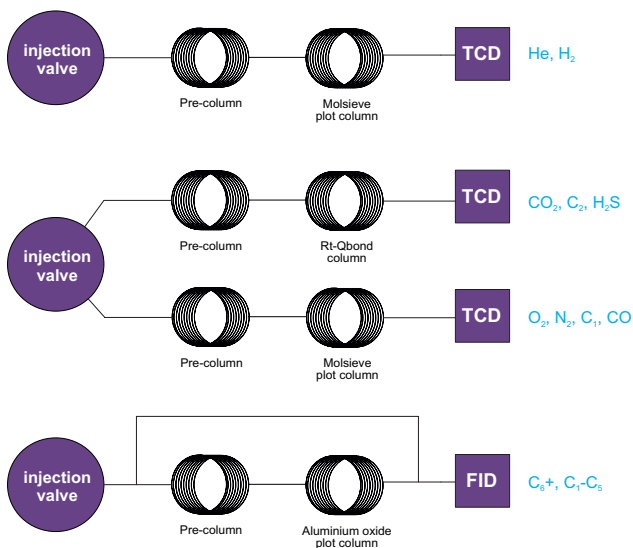 injection
valve
TCD
He, H₂
Pre-column
Molsieve
plot column
injection
valve
TCD
CO₂, C₂, H₂S
Pre-column
Rt-Qbond
column
TCD
O₂, N₂, C₁, CO
Pre-column
Molsieve
plot column
injection
valve
FID
C₆+, C₁-C₅
Pre-column
Aluminium oxide
plot column